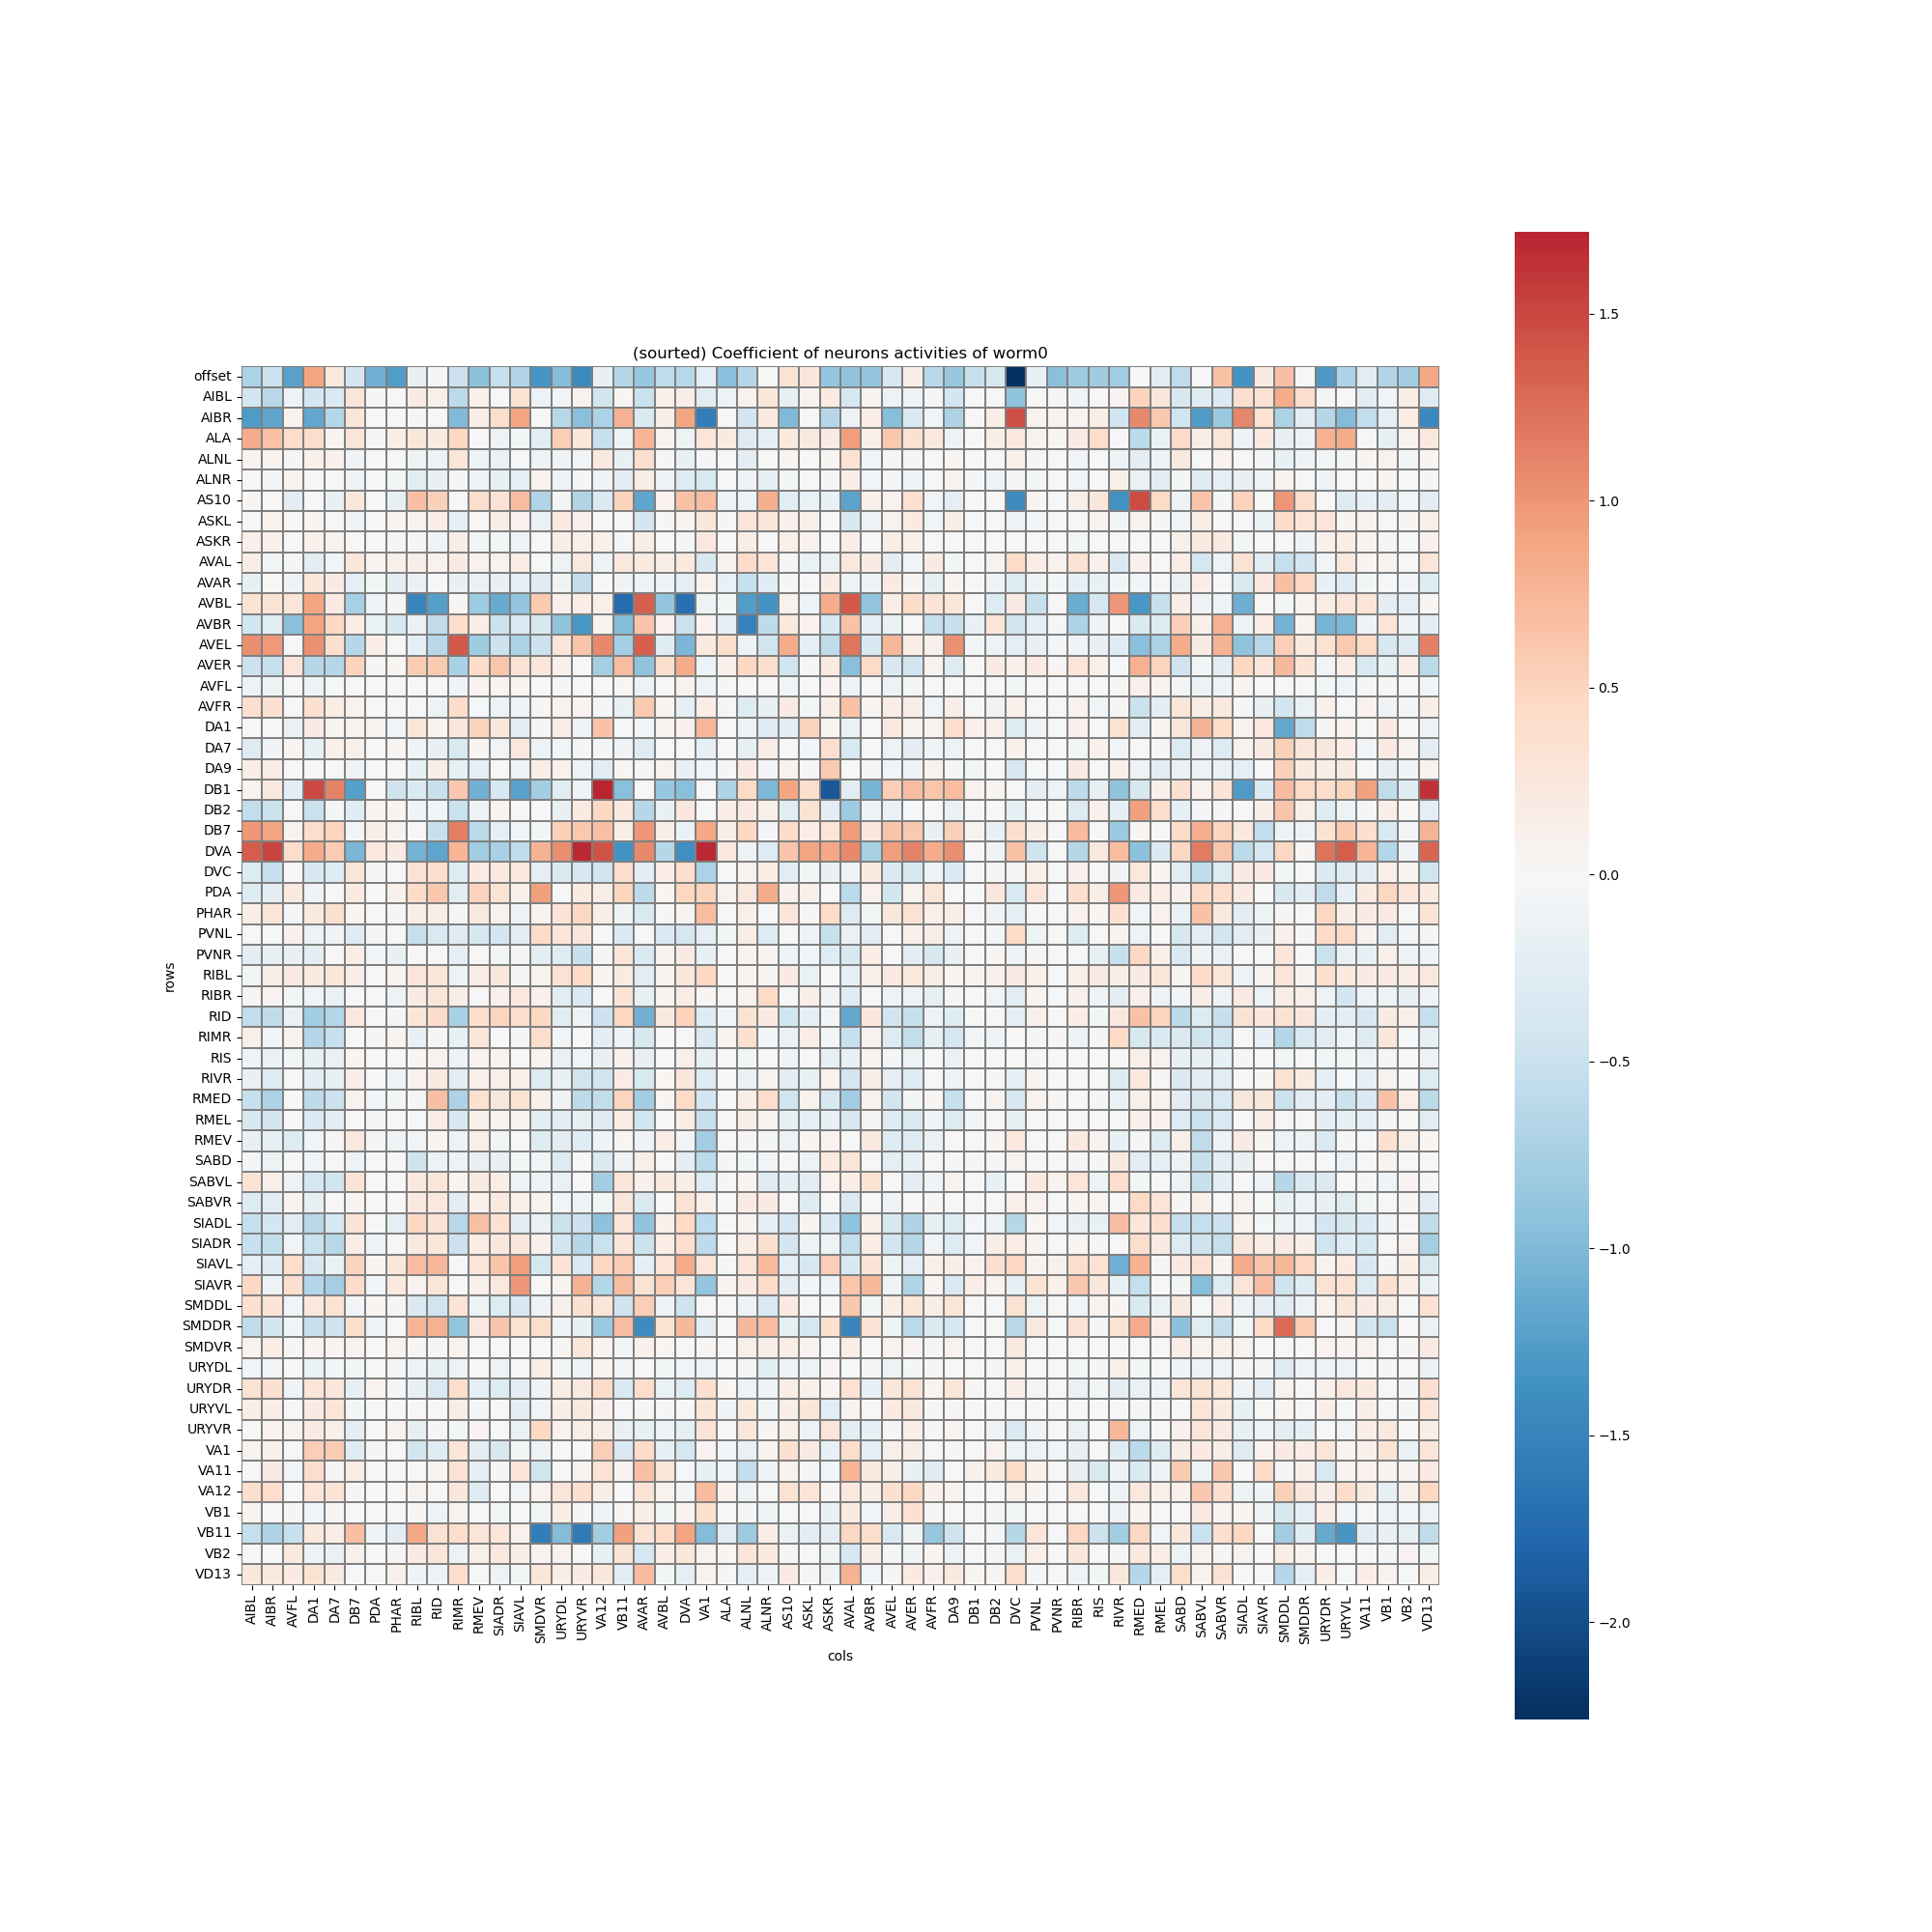 (sourted) Coefficient of neurons activities of worm0
rows
offset
AIBL
AIBR
ALA
ALNL
ALNR
AS10
ASKL
ASKR
AVAL
AVAR
AVBL
AVBR
AVEL
AVER
AVFL
AVFR
DA1
DA7
DA9
DB1
DB2
DB7
DVA
DVC
PDA
PHAR
PVNL
PVNR
RIBL
RIBR
RID
RIMR
RIS
RIVR
RMED
RMEL
RMEV
SABD
SABVL
SABVR
SIADL
SIADR
SIAVL
SIAVR
SMDDL
SMDDR
SMDVR
URYDL
URYDR
URYVL
URYVR
VA1
VA11
VA12
VB1
VB11
VB2
VD13
AIBL
AIBR
AVFL
DA1
DA7
DB7
PDA
PHAR
RIBL
RID
RIMR
RMEV
SIADR
SIAVL
SMDVR
URYDL
URYVR
VA12
VB11
AVAR
AVBL
DVA
VA1
ALA
ALNL
ALNR
AS10
ASKL
ASKR
AVAL
AVBR
AVEL
AVER
AVFR
DA9
DB1
DB2
DVC
PVNL
PVNR
RIBR
RIS
RIVR
RMED
RMEL
SABD
SABVL
SABVR
SIADL
SIAVR
SMDDL
SMDDR
URYDR
URYVL
VA11
VB1
VB2
VD13
cols
1.5
1.0
0.5
0.0
−0.5
−1.0
−1.5
−2.0